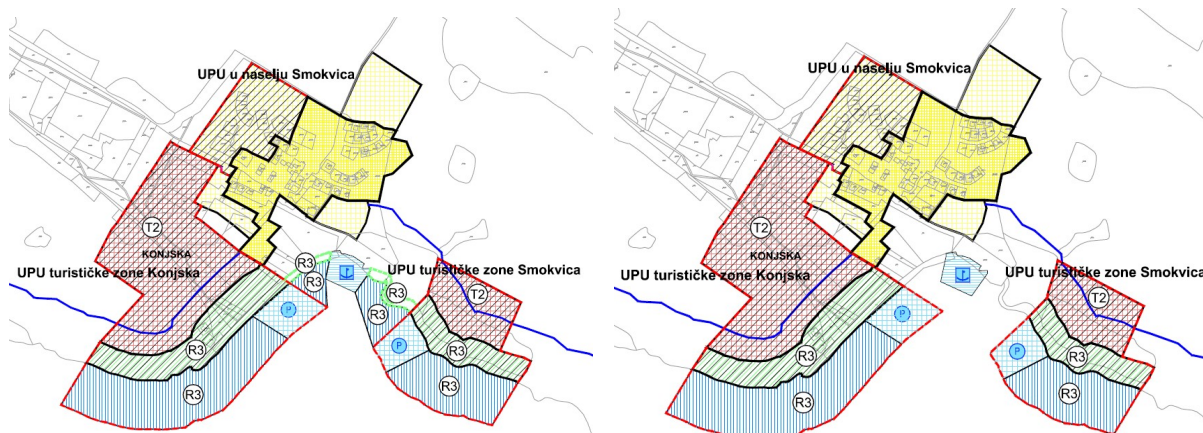 UPU u naselju Smokvica
T2
KONJSKA
UPU turističke zone Konjska
R3
R3
UPU turističke zone Smokvica
R3
T2
P
R3
P
R3
R3
R3
R3
UPU u naselju Smokvica
T2
KONJSKA
UPU turističke zone Konjska
UPU turističke zone Smokvica
T2
P
P
R3
R3
R3
R3